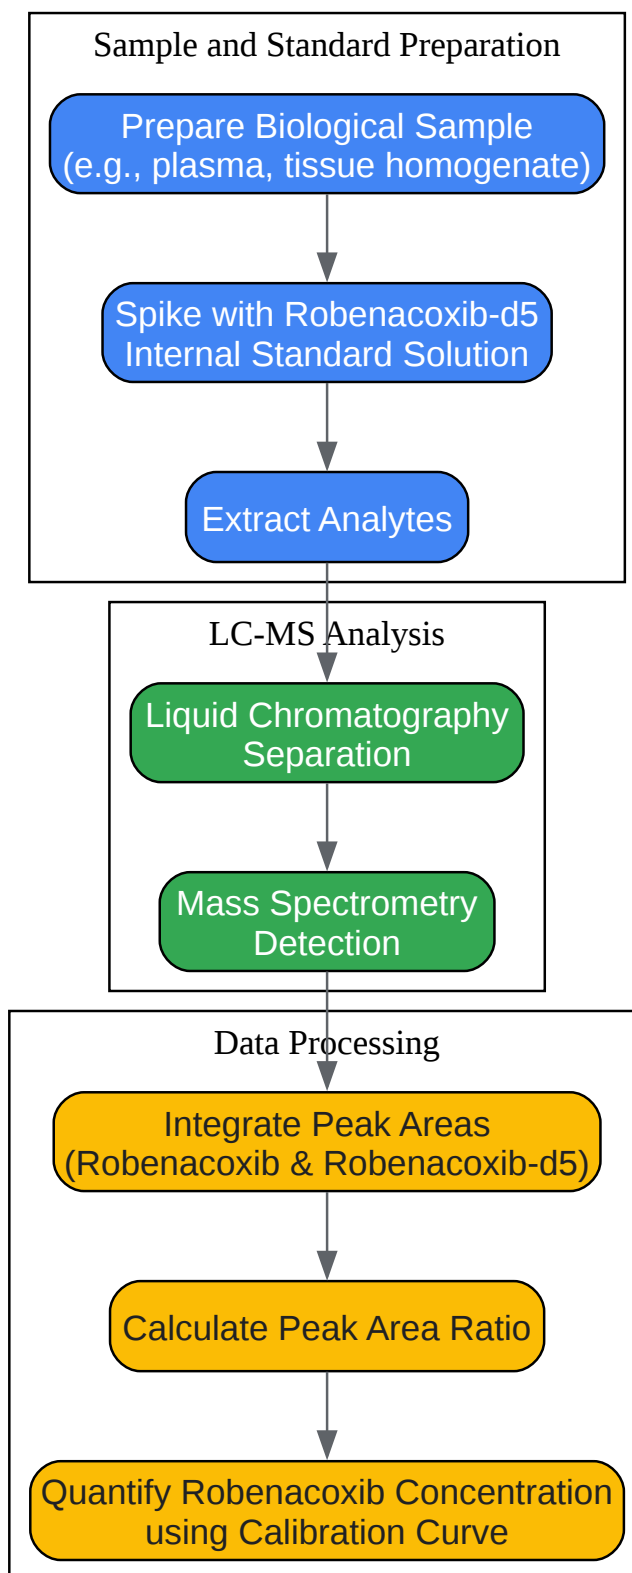 Sample and Standard Preparation
Prepare Biological Sample
(e.g., plasma, tissue homogenate)
Spike with Robenacoxib-d5
Internal Standard Solution
Extract Analytes
LC-MS Analysis
Liquid Chromatography
Separation
Mass Spectrometry
Detection
Data Processing
Integrate Peak Areas
(Robenacoxib & Robenacoxib-d5)
Calculate Peak Area Ratio
Quantify Robenacoxib Concentration
using Calibration Curve